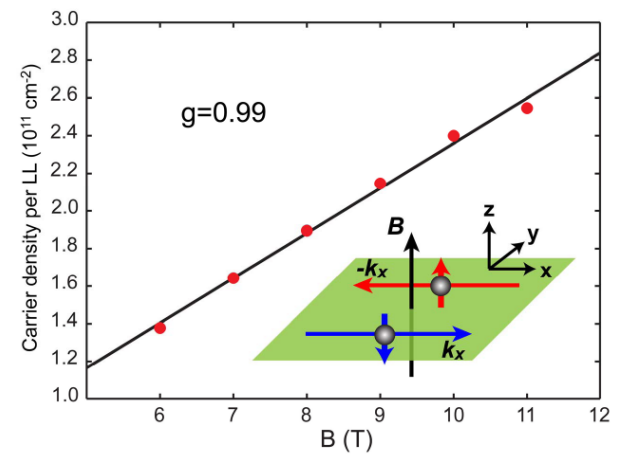 3.0
2.8
2.6
2.4
2.2
2.0
1.8
1.6
1.4
1.2
1.0
Carrier density per LL (10¹¹ cm⁻²)
g=0.99
B
z
y
x
-kₓ
kₓ
6 7 8 9 10 11 12
B (T)